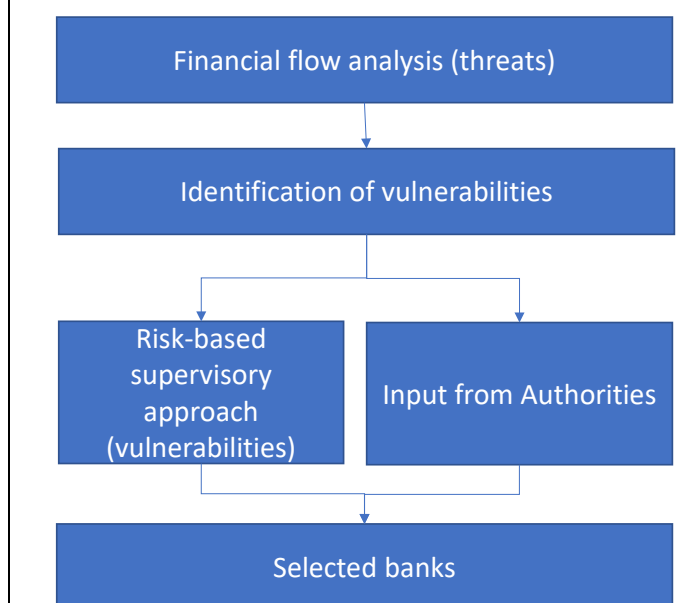 Financial flow analysis (threats)
Identification of vulnerabilities
Risk-based
supervisory
approach
(vulnerabilities)
Input from Authorities
Selected banks